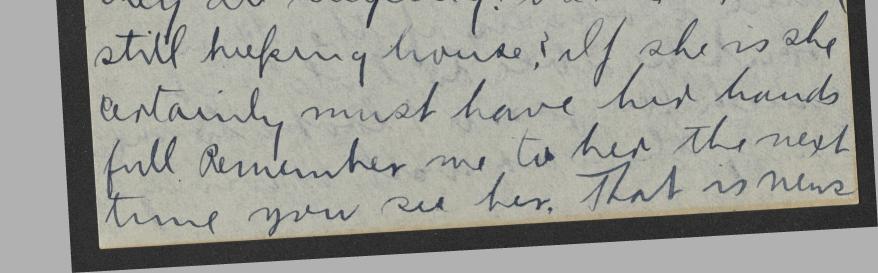 still keeping house? If she is she
certainly must have her hands
full Remember me to her the next
time you see her. That is news